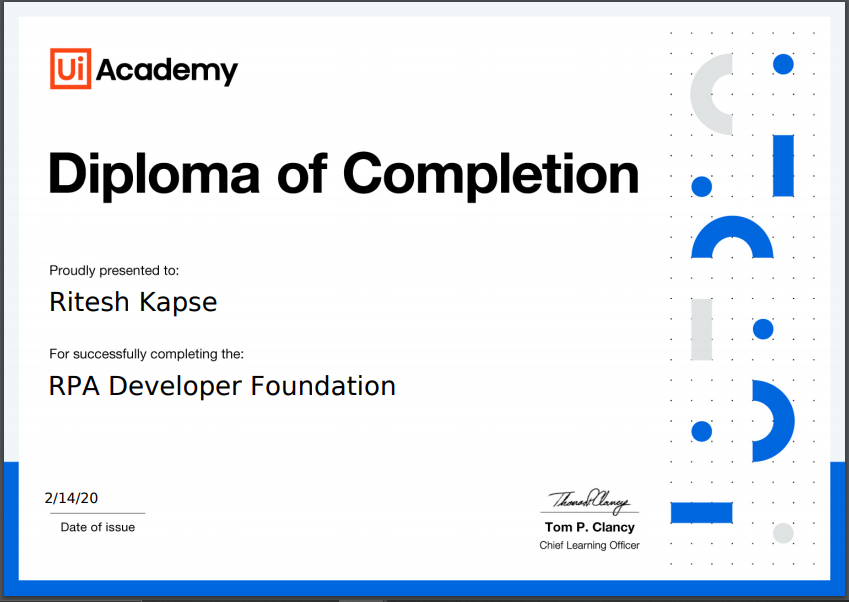 Ui Academy
Diploma of Completion
Proudly presented to:
Ritesh Kapse
For successfully completing the:
RPA Developer Foundation
2/14/20
Date of issue
Thomas P. Clancy
Tom P. Clancy
Chief Learning Officer